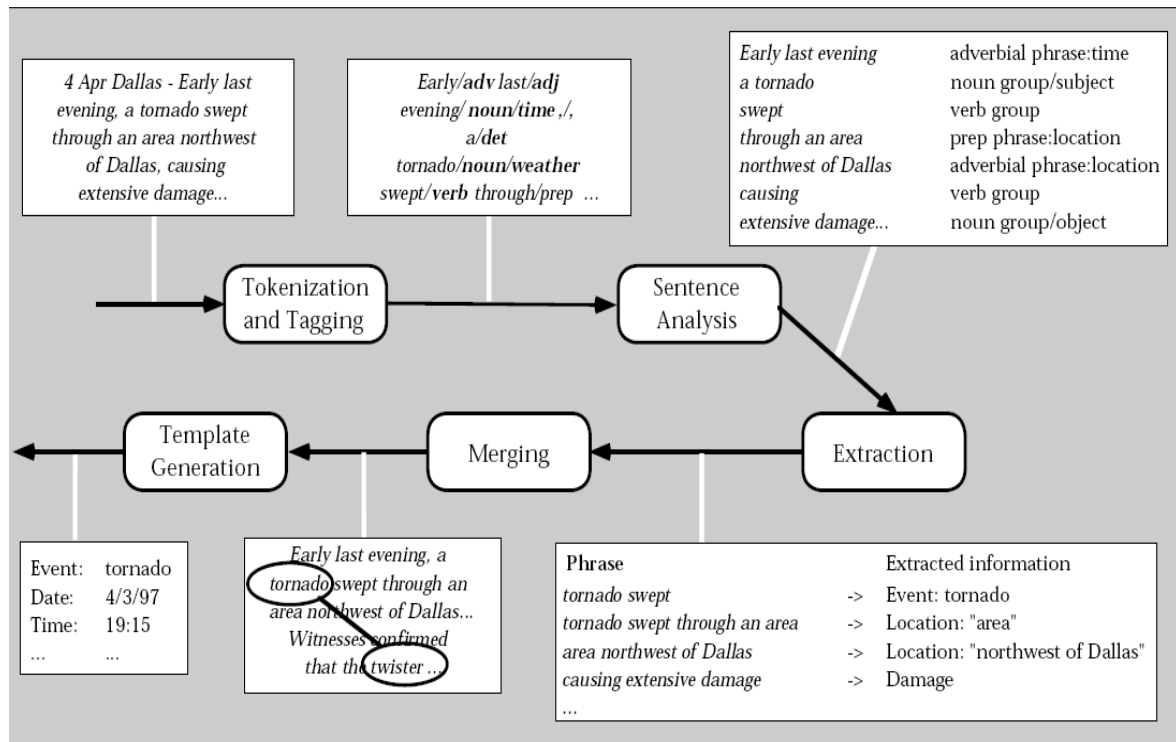 4 Apr Dallas - Early last
evening, a tornado swept
through an area northwest
of Dallas, causing
extensive damage...
Early/adv last/adj
evening/ noun/time ,/,
a/det
tornado/noun/weather
swept/verb through/prep ...
Early last evening adverbial phrase:time
a tornado noun group/subject
swept verb group
through an area prep phrase:location
northwest of Dallas adverbial phrase:location
causing verb group
extensive damage... noun group/object
Tokenization
and Tagging
Sentence
Analysis
Extraction
Merging
Template
Generation
Event: tornado
Date: 4/3/97
Time: 19:15
... ...
Early last evening, a
tornado swept through an
area northwest of Dallas...
Witnesses confirmed
that the twister ...
Phrase Extracted information
tornado swept -> Event: tornado
tornado swept through an area -> Location: "area"
area northwest of Dallas -> Location: "northwest of Dallas"
causing extensive damage -> Damage
...